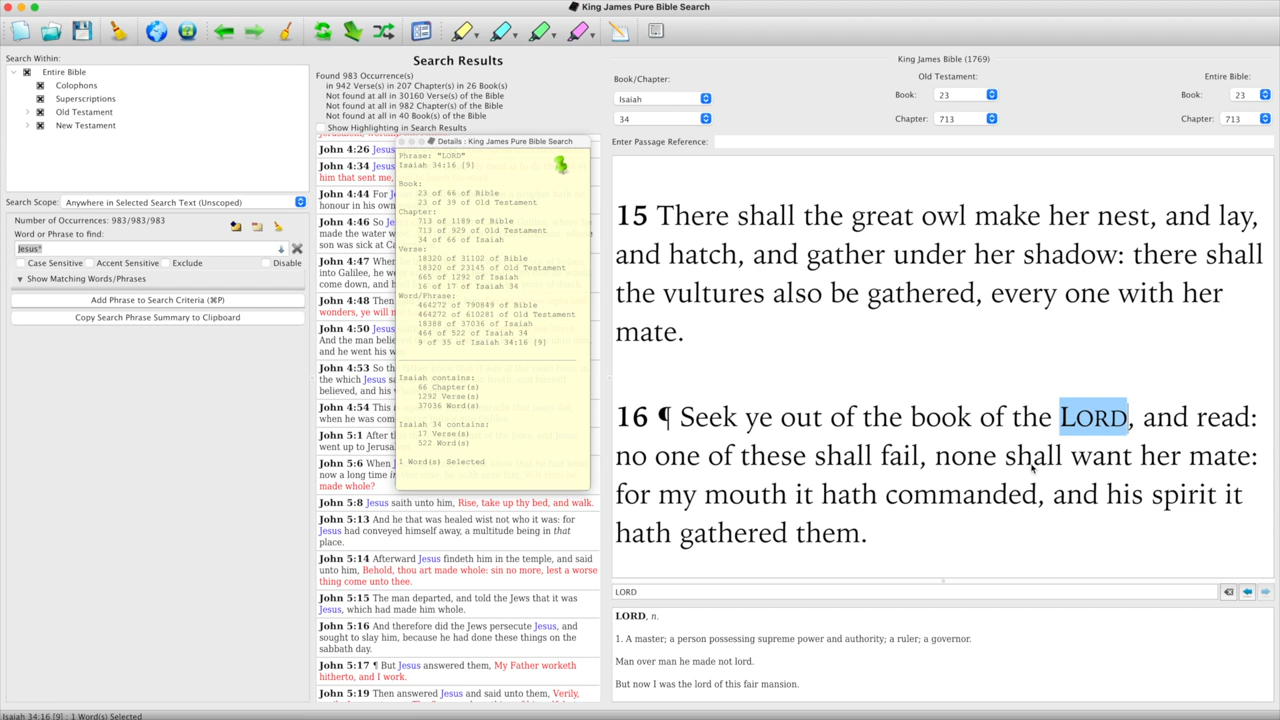 King James Pure Bible Search
Search Within:
Entire Bible
Colophons
Superscriptions
Old Testament
New Testament
Search Scope: Anywhere in Selected Search Text (Unscoped)
Number of Occurrences: 983/983/983
Word or Phrase to find:
Jesus*
Case Sensitive Accent Sensitive Exclude Disable
Show Matching Words/Phrases
Add Phrase to Search Criteria (⌘P)
Copy Search Phrase Summary to Clipboard
Search Results
Found 983 Occurrence(s)
in 942 Verse(s) in 207 Chapter(s) in 26 Book(s)
Not found at all in 30160 Verse(s) of the Bible
Not found at all in 982 Chapter(s) of the Bible
Not found at all in 40 Book(s) of the Bible
Show Highlighting in Search Results
John 4:26 Jesus
John 4:34 Jesus
him that sent me,
John 4:44 For
honour in his own
John 4:46 So
made the water
son was sick at
John 4:47
into Galilee, he
come down, and
John 4:48 Then
wonders, ye will
John 4:50
And the man
and he went his
John 4:53 So
the which Jesus
believed, and his
John 4:54 This
when he was come
John 5:1 After
went up to
John 5:6 When
now a long time
made whole?
John 5:8 Jesus saith unto him, Rise, take up thy bed, and walk.
John 5:13 And he that was healed wist not who it was: for
Jesus had conveyed himself away, a multitude being in that
place.
John 5:14 Afterward Jesus findeth him in the temple, and said
unto him, Behold, thou art made whole: sin no more, lest a worse
thing come unto thee.
John 5:15 The man departed, and told the Jews that it was
Jesus, which had made him whole.
John 5:16 And therefore did the Jews persecute Jesus, and
sought to slay him, because he had done these things on the
sabbath day.
John 5:17 ¶ But Jesus answered them, My Father worketh
hitherto, and I work.
John 5:19 Then answered Jesus and said unto them, Verily,
Details : King James Pure Bible Search
Phrase: "LORD"
Isaiah 34:16 [9]
Book:
23 of 66 of Bible
23 of 39 of Old Testament
Chapter:
713 of 1189 of Bible
713 of 929 of Old Testament
34 of 66 of Isaiah
Verse:
18320 of 31102 of Bible
18320 of 23145 of Old Testament
665 of 1292 of Isaiah
16 of 17 of Isaiah 34
Word/Phrase:
464272 of 790849 of Bible
464272 of 610281 of Old Testament
18388 of 37036 of Isaiah
464 of 522 of Isaiah 34
9 of 35 of Isaiah 34:16 [9]
Isaiah contains:
66 Chapter(s)
1292 Verse(s)
37036 Word(s)
Isaiah 34 contains:
17 Verse(s)
522 Word(s)
1 Word(s) Selected
King James Bible (1769)
Book/Chapter:
Isaiah
34
Old Testament:
Book: 23
Chapter: 713
Entire Bible:
Book: 23
Chapter: 713
Enter Passage Reference:
15 There shall the great owl make her nest, and lay,
and hatch, and gather under her shadow: there shall
the vultures also be gathered, every one with her
mate.
16 ¶ Seek ye out of the book of the LORD, and read:
no one of these shall fail, none shall want her mate:
for my mouth it hath commanded, and his spirit it
hath gathered them.
LORD
LORD, n.
1. A master; a person possessing supreme power and authority; a ruler; a governor.
Man over man he made not lord.
But now I was the lord of this fair mansion.
Isaiah 34:16 [9] : 1 Word(s) Selected